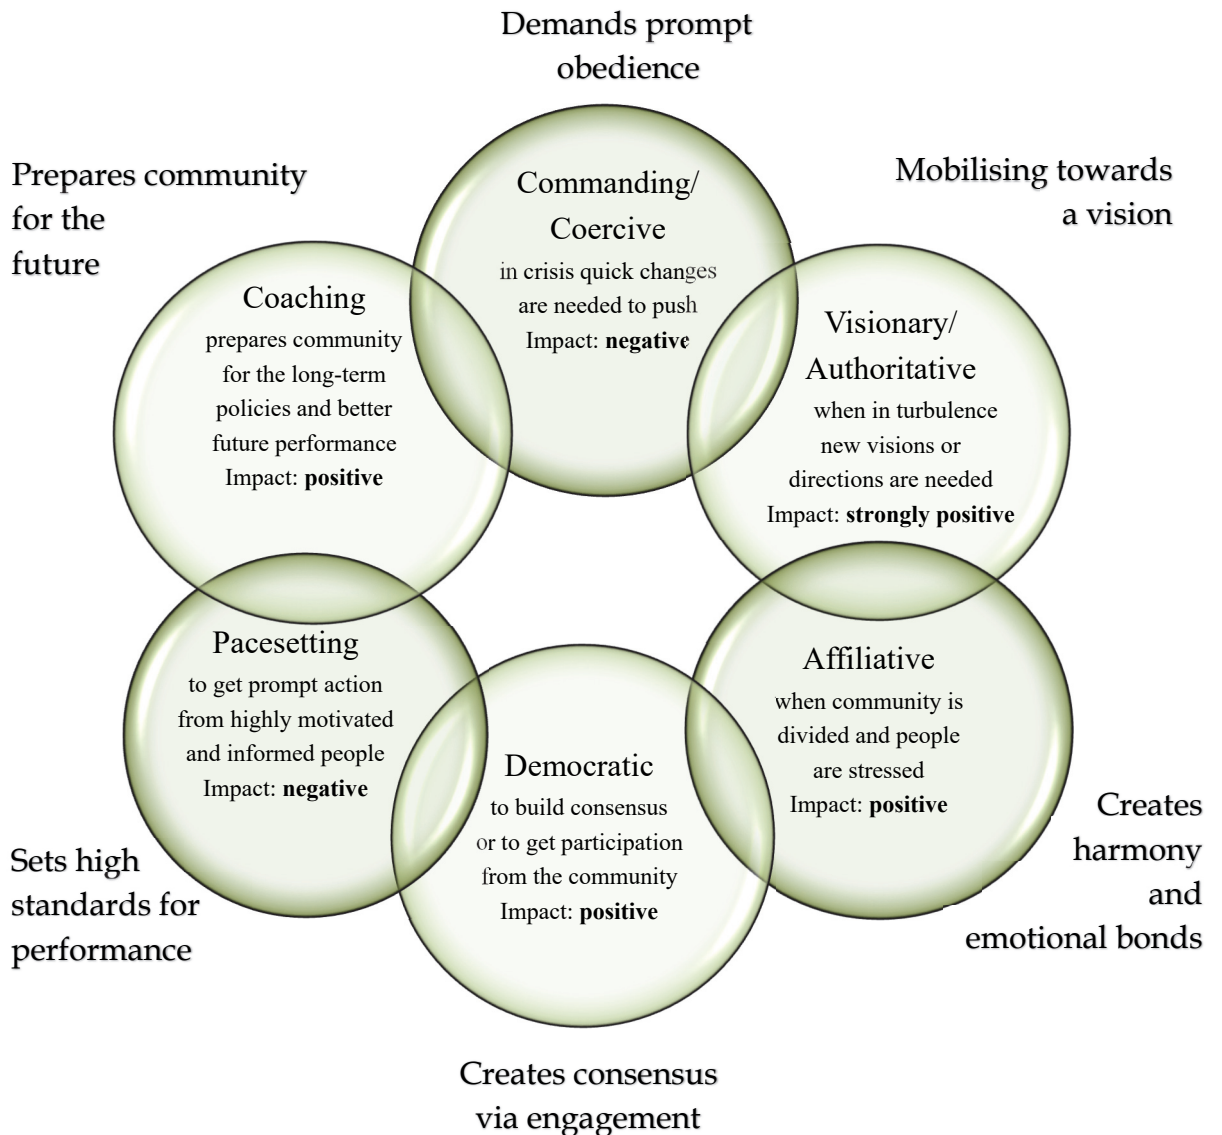 Demands prompt
obedience
Commanding/
Coercive
in crisis quick changes
are needed to push
Impact: negative
Mobilising towards
a vision
Visionary/
Authoritative
when in turbulence
new visions or
directions are needed
Impact: strongly positive
Affiliative
when community is
divided and people
are stressed
Impact: positive
Creates
harmony
and
emotional bonds
Democratic
to build consensus
or to get participation
from the community
Impact: positive
Creates consensus
via engagement
Pacesetting
to get prompt action
from highly motivated
and informed people
Impact: negative
Sets high
standards for
performance
Coaching
prepares community
for the long-term
policies and better
future performance
Impact: positive
Prepares community
for the
future